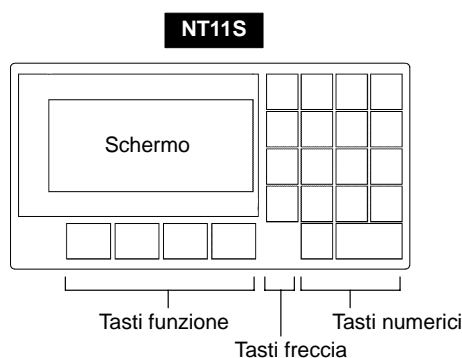 NT11S
Schermo
Tasti funzione
Tasti numerici
Tasti freccia